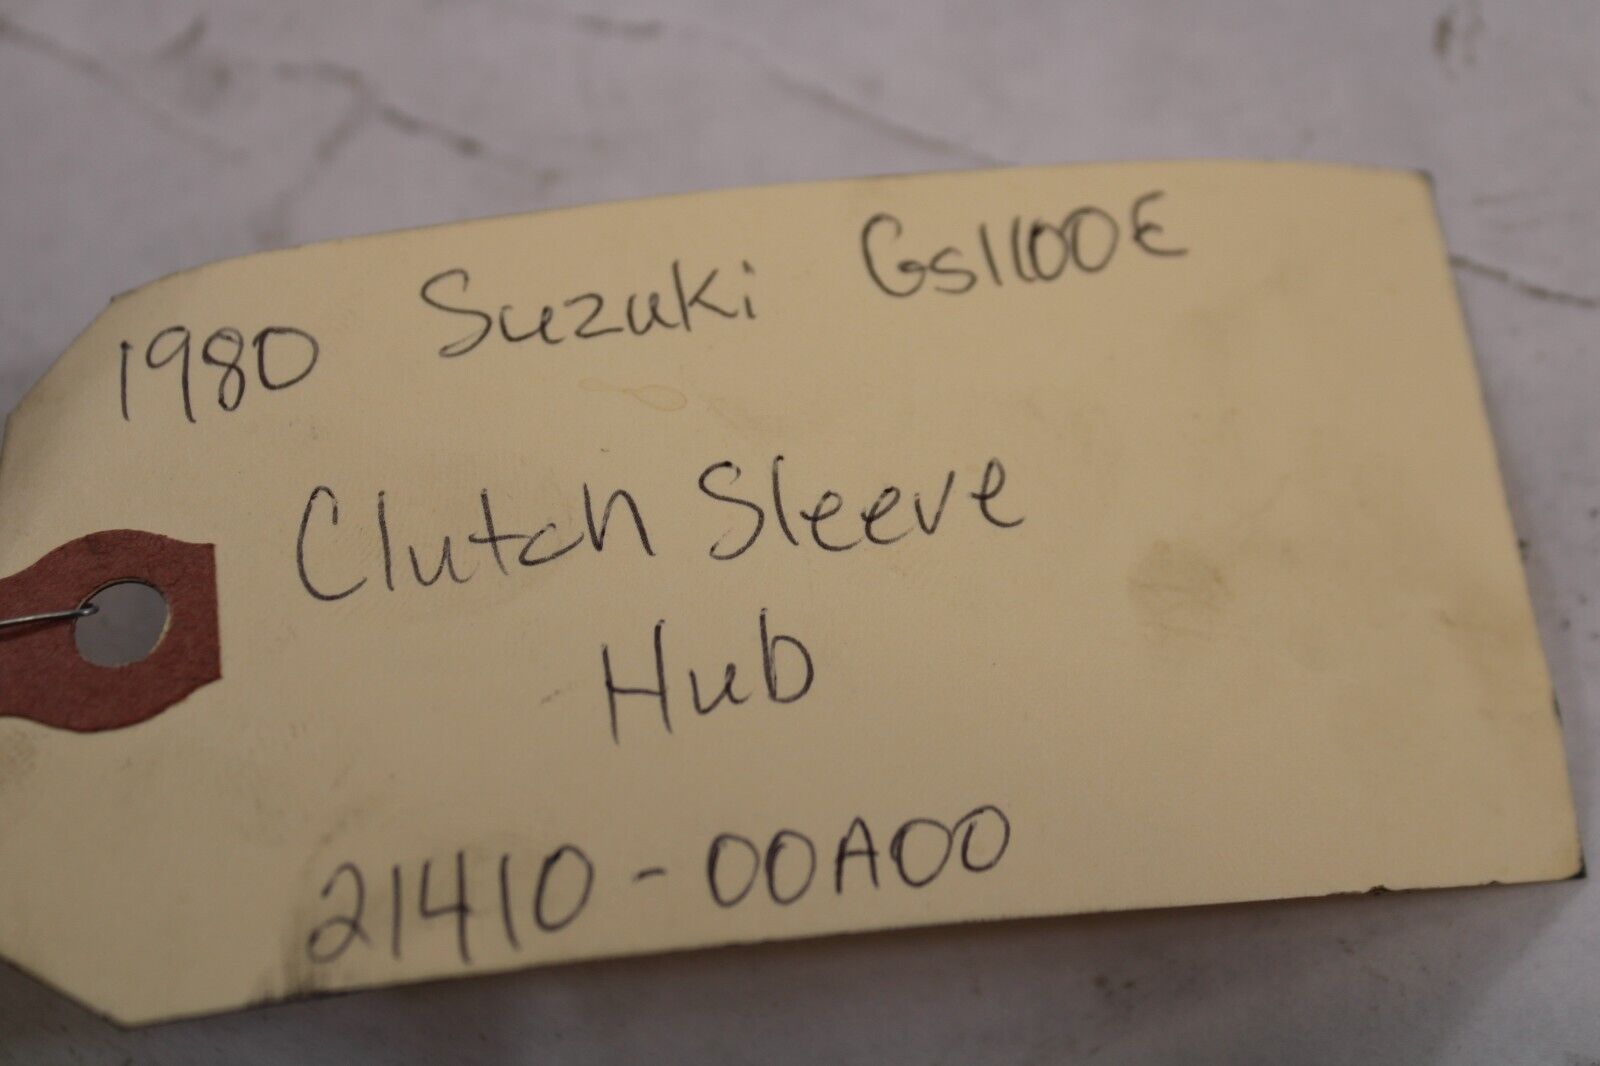 1980 Suzuki Gs1100E
Clutch Sleeve
Hub
21410-00A00